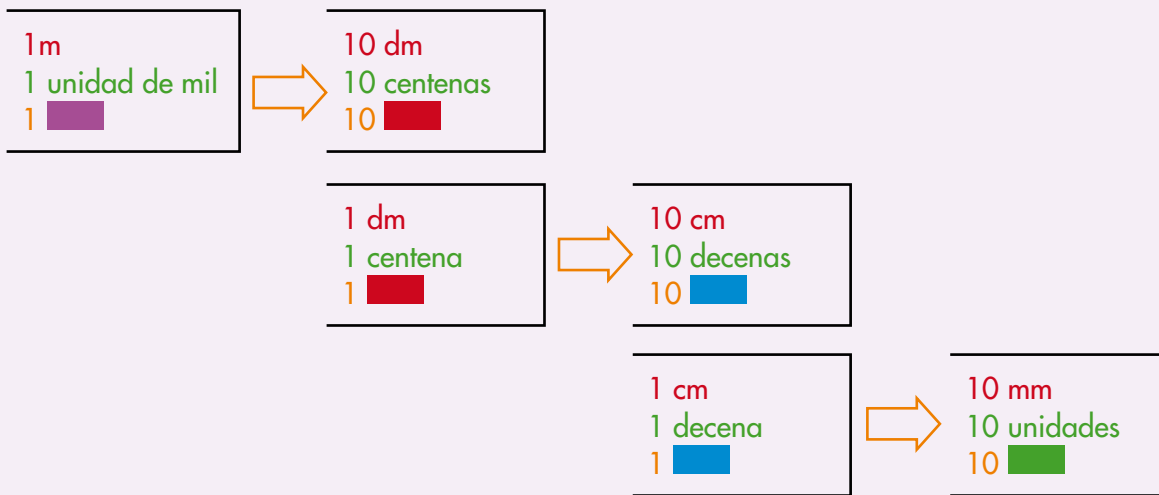 1m
1 unidad de mil
1
10 dm
10 centenas
10
1 dm
1 centena
1
10 cm
10 decenas
10
1 cm
1 decena
1
10 mm
10 unidades
10